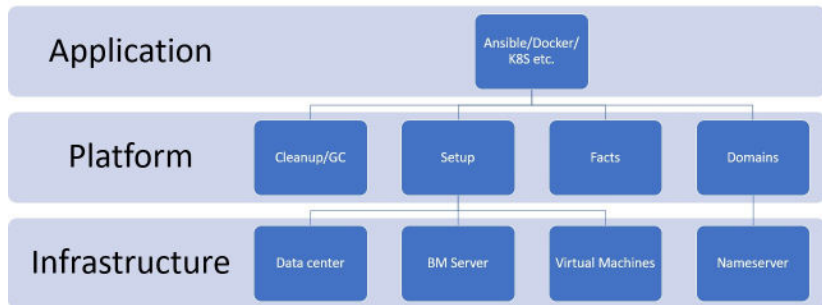 Application
Ansible/Docker/
K8S etc.
Platform
Cleanup/GC
Setup
Facts
Domains
Infrastructure
Data center
BM Server
Virtual Machines
Nameserver